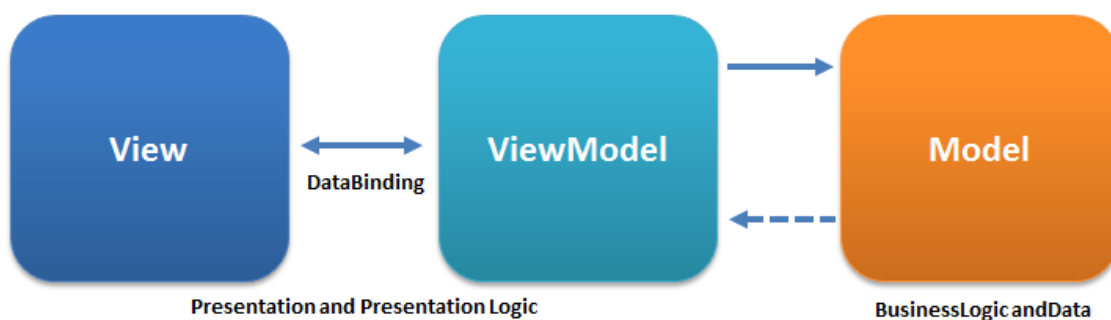 View
ViewModel
Model
DataBinding
Presentation and Presentation Logic
BusinessLogic andData